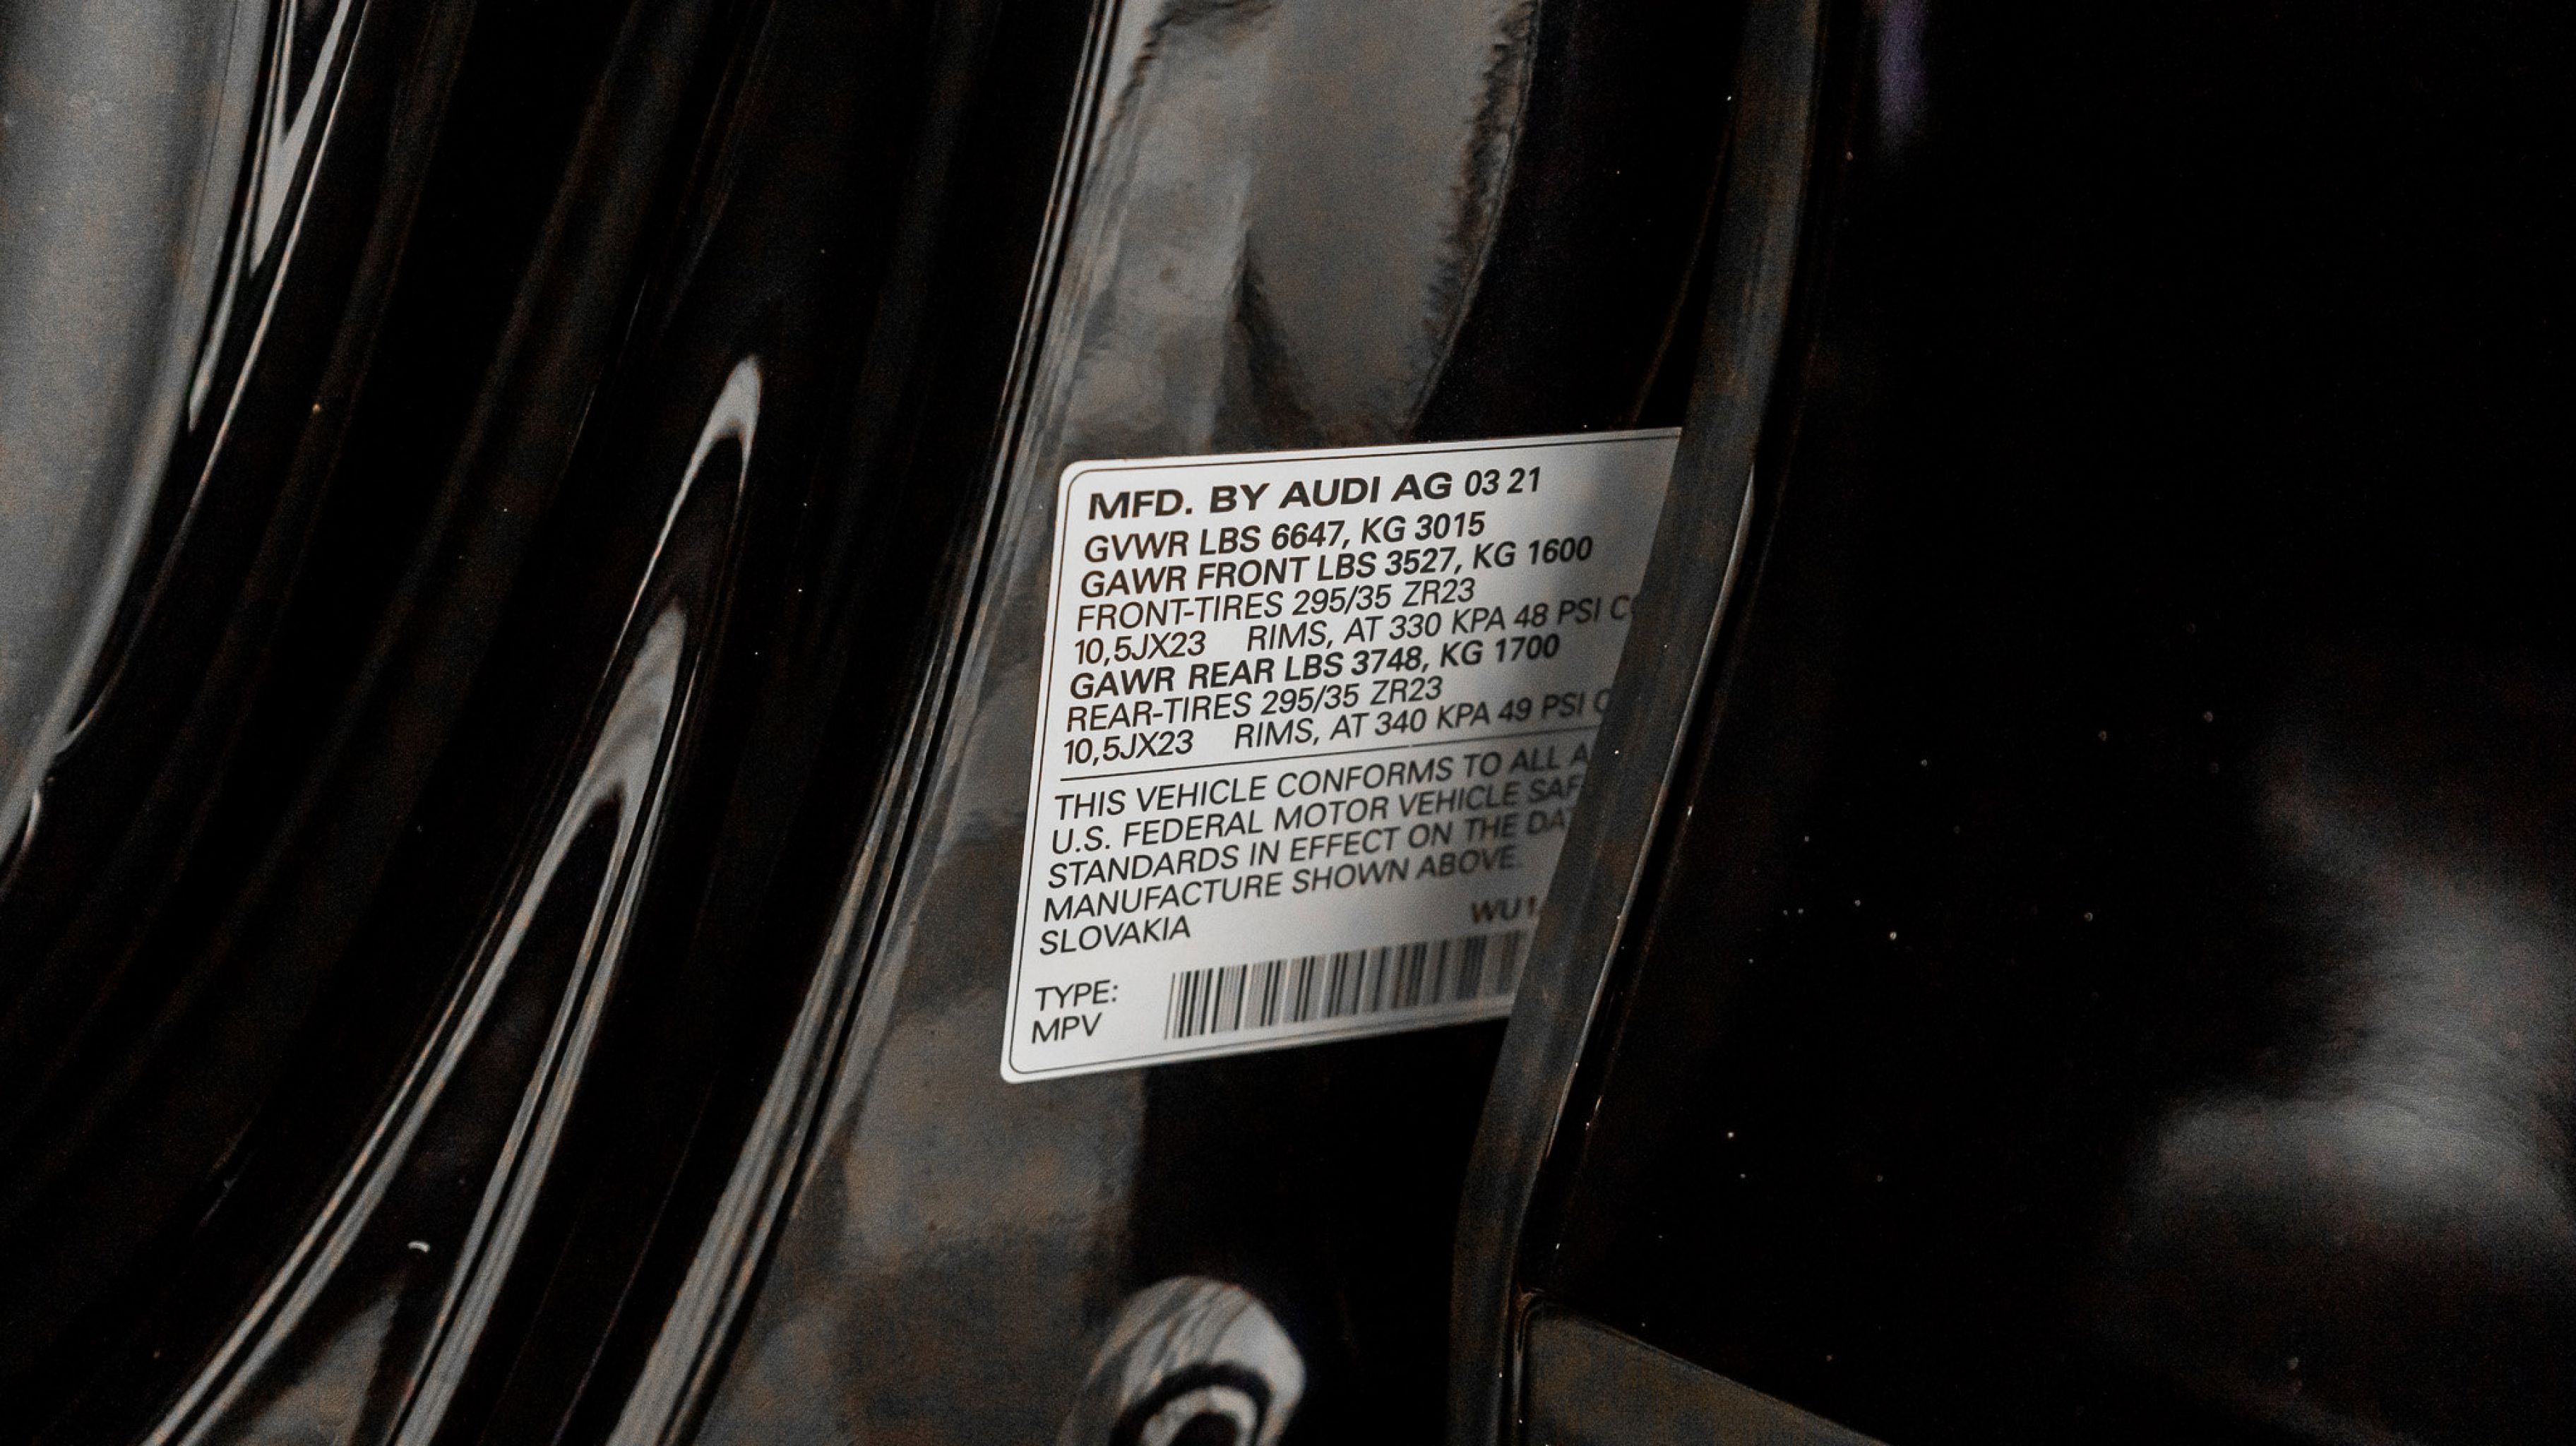 MFD. BY AUDI AG 03 21
GVWR LBS 6647, KG 3015
GAWR FRONT LBS 3527, KG 1600
FRONT-TIRES 295/35 ZR23
10,5JX23 RIMS, AT 330 KPA 48 PSI
GAWR REAR LBS 3748, KG 1700
REAR-TIRES 295/35 ZR23
10,5JX23 RIMS, AT 340 KPA 49 PSI
THIS VEHICLE CONFORMS TO ALL
U.S. FEDERAL MOTOR VEHICLE
STANDARDS IN EFFECT ON THE
MANUFACTURE SHOWN ABOVE.
SLOVAKIA
WU1
TYPE:
MPV